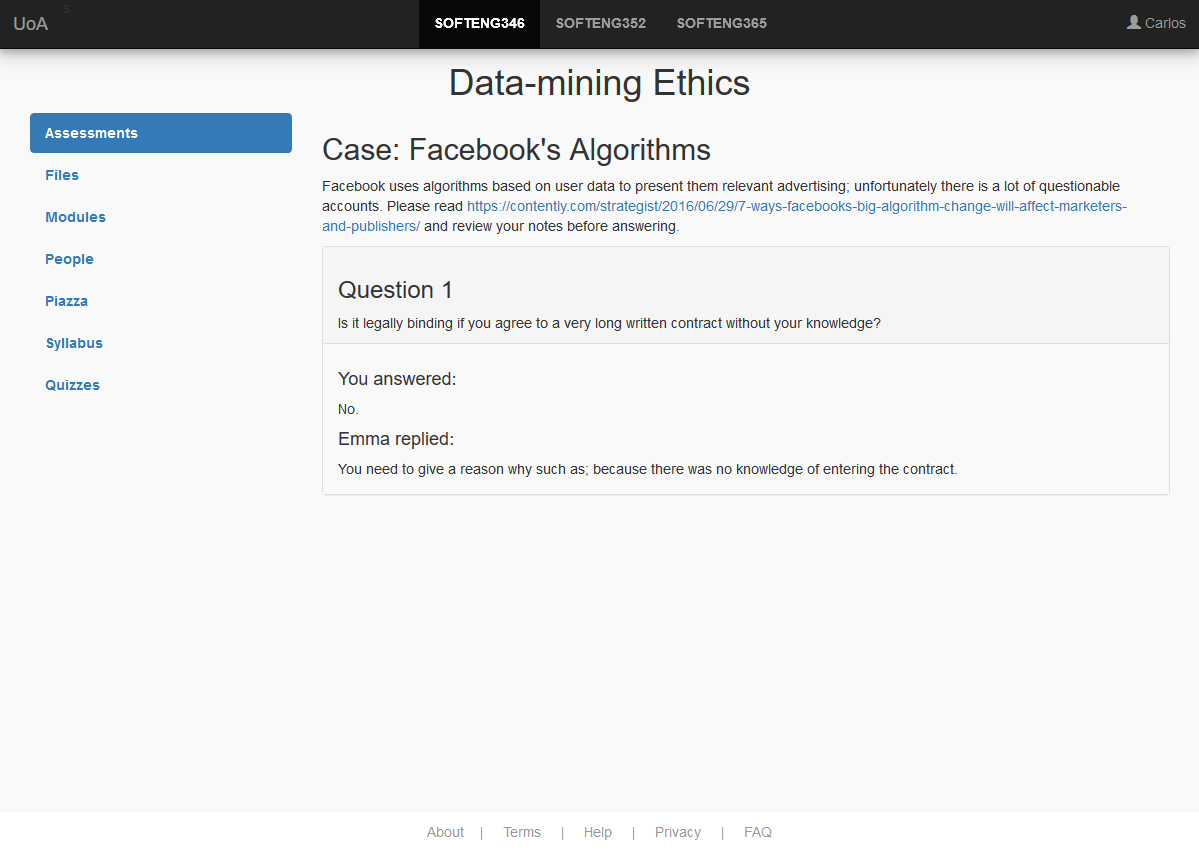 UoA
S.
SOFTENG346
SOFTENG352
SOFTENG365
Carlos
Data-mining Ethics
Assessments
Files
Modules
People
Piazza
Syllabus
Quizzes
Case: Facebook's Algorithms
Facebook uses algorithms based on user data to present them relevant advertising; unfortunately there is a lot of questionable
accounts. Please read https://contently.com/strategist/2016/06/29/7-ways-facebooks-big-algorithm-change-will-affect-marketers-
and-publishers/ and review your notes before answering.
Question 1
Is it legally binding if you agree to a very long written contract without your knowledge?
You answered:
No.
Emma replied:
You need to give a reason why such as; because there was no knowledge of entering the contract.
About | Terms | Help | Privacy | FAQ